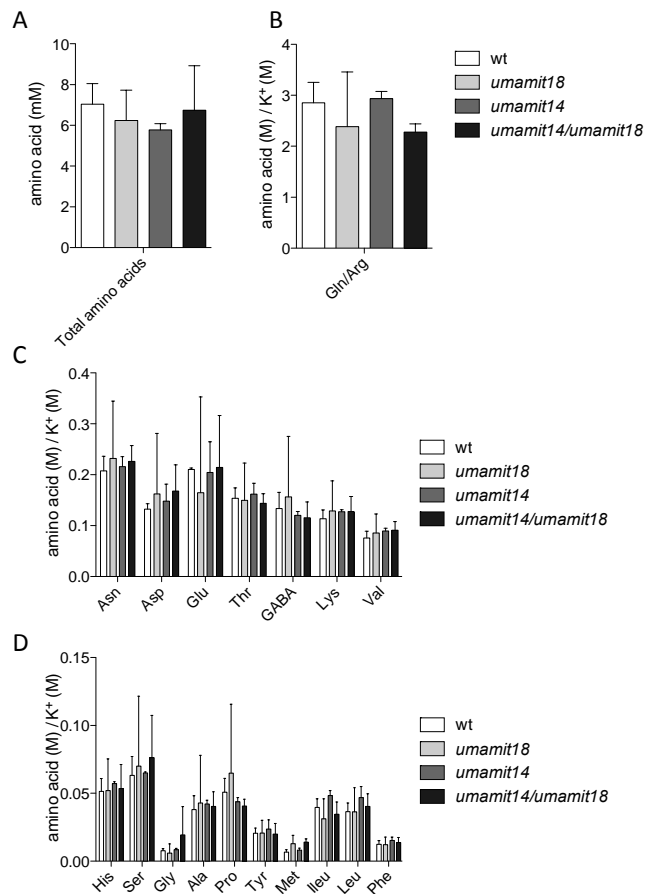 A
amino acid (mM)
10
8
6
4
2
0
Total amino acids
B
amino acid (M) / K⁺ (M)
4
3
2
1
0
Gln/Arg
wt
umamit18
umamit14
umamit14/umamit18
C
amino acid (M) / K⁺ (M)
0.4
0.3
0.2
0.1
0.0
Asn
Asp
Glu
Thr
GABA
Lys
Val
wt
umamit18
umamit14
umamit14/umamit18
D
amino acid (M) / K⁺ (M)
0.15
0.10
0.05
0.00
His
Ser
Gly
Ala
Pro
Tyr
Met
Ileu
Leu
Phe
wt
umamit18
umamit14
umamit14/umamit18